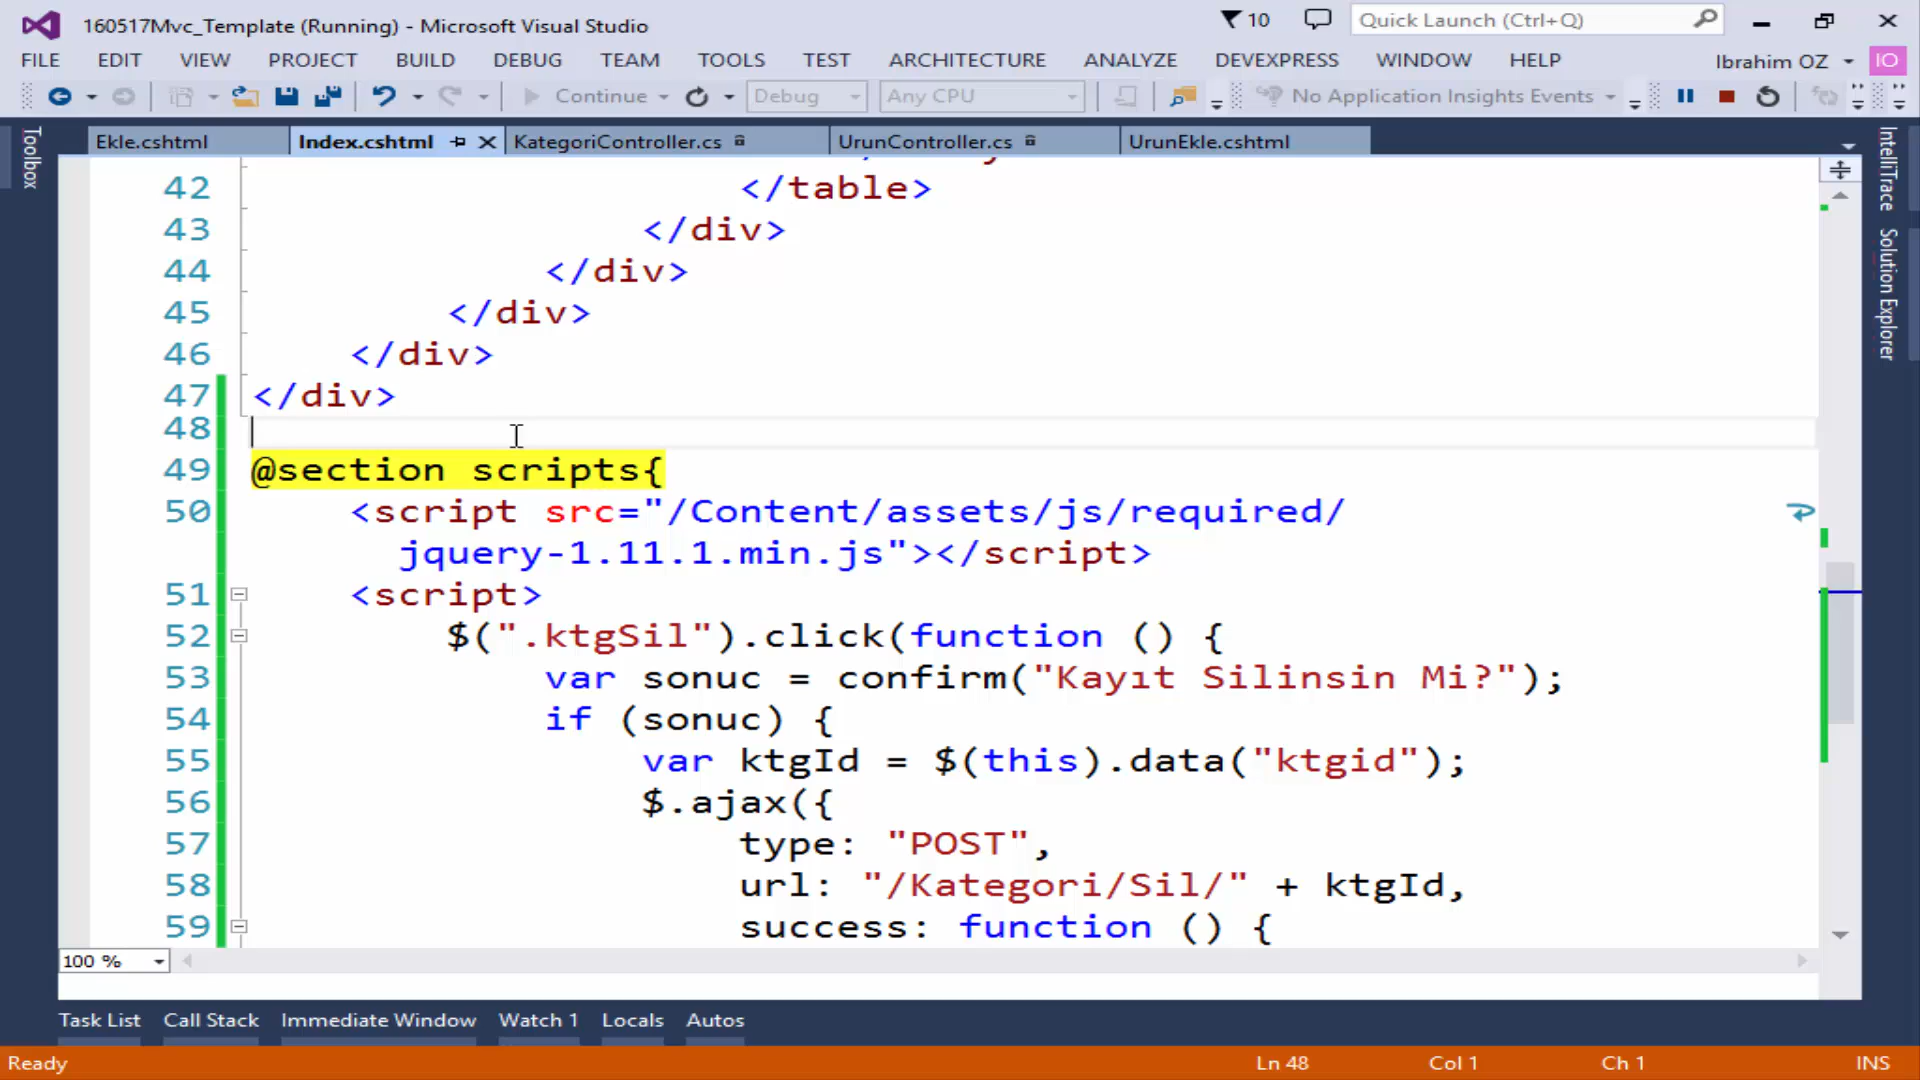 160517Mvc_Template (Running) - Microsoft Visual Studio
10
Quick Launch (Ctrl+Q)
FILE EDIT VIEW PROJECT BUILD DEBUG TEAM TOOLS TEST ARCHITECTURE ANALYZE DEVEXPRESS WINDOW HELP
Ibrahim OZ IO
Continue Debug Any CPU No Application Insights Events
Toolbox
Ekle.cshtml Index.cshtml KategoriController.cs UrunController.cs UrunEkle.cshtml
IntelliTrace
Solution Explorer
42 </table>
43 </div>
44 </div>
45 </div>
46 </div>
47 </div>
48
49 @section scripts{
50 <script src="/Content/assets/js/required/
jquery-1.11.1.min.js"></script>
51 <script>
52 $(".ktgSil").click(function () {
53 var sonuc = confirm("Kayıt Silinsin Mi?");
54 if (sonuc) {
55 var ktgId = $(this).data("ktgid");
56 $.ajax({
57 type: "POST",
58 url: "/Kategori/Sil/" + ktgId,
59 success: function () {
100 %
Task List Call Stack Immediate Window Watch 1 Locals Autos
Ready Ln 48 Col 1 Ch 1 INS